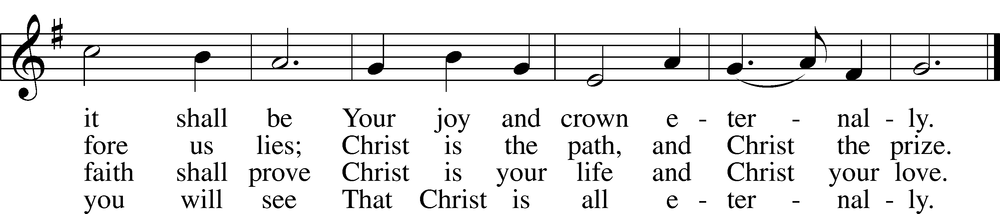 it shall be Your joy and crown e - ter - nal - ly.
fore us lies; Christ is the path, and Christ the prize.
faith shall prove Christ is your life and Christ your love.
you will see That Christ is all e - ter - nal - ly.